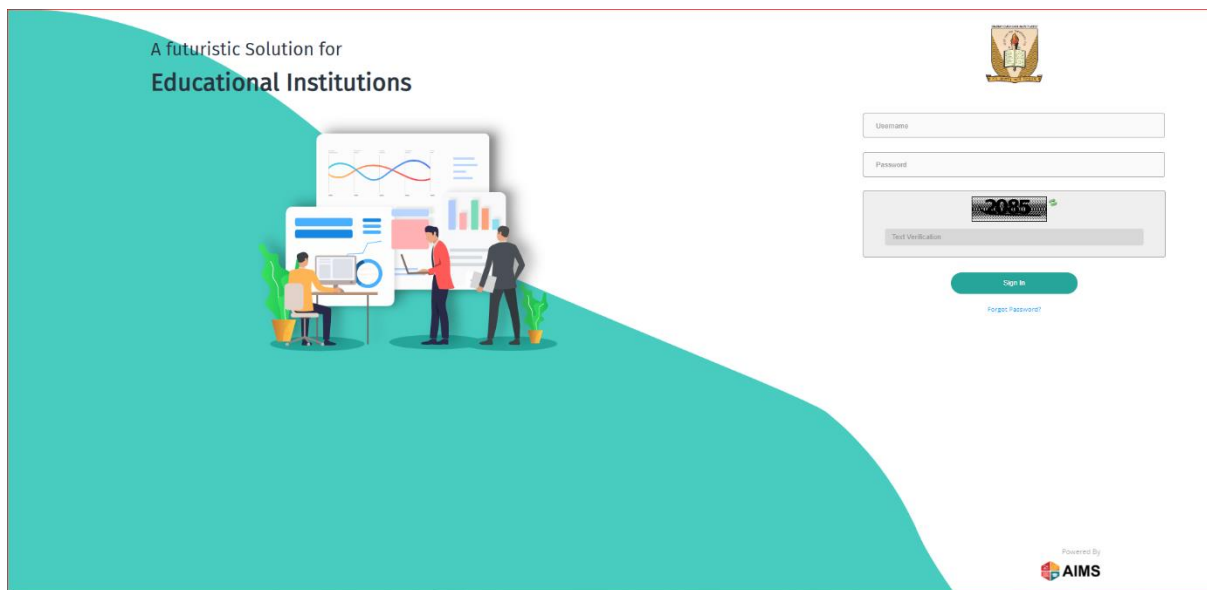 A futuristic Solution for
Educational Institutions
Username
Password
2085
Text Verification
Sign In
Forgot Password?
Powered By
AIMS